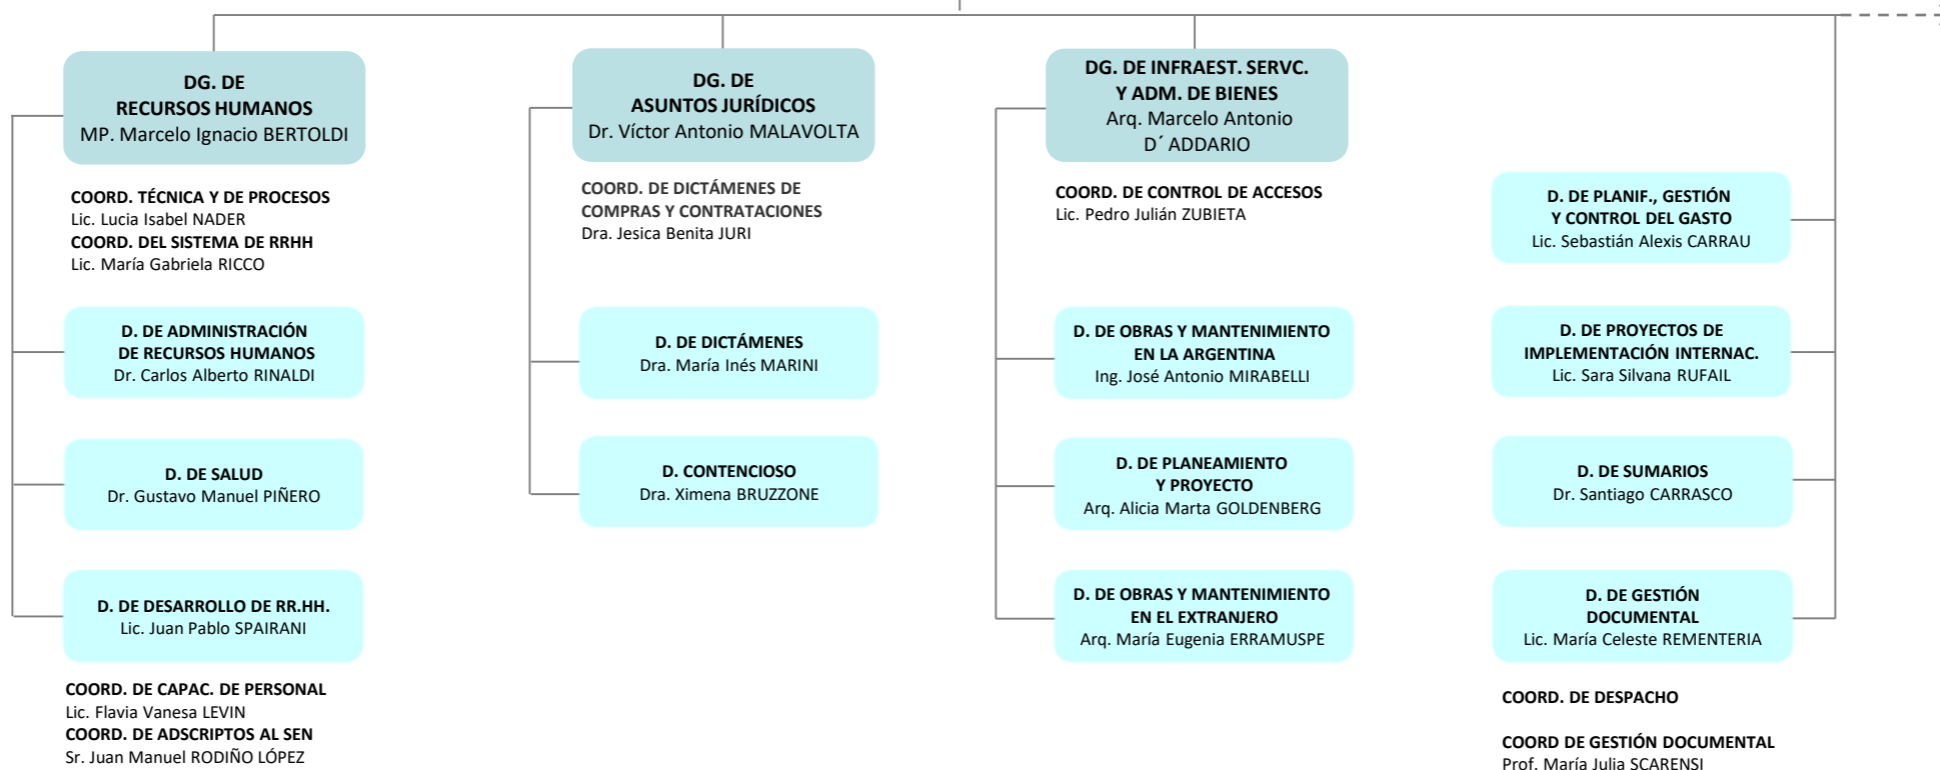 DG. DE
RECURSOS HUMANOS
MP. Marcelo Ignacio BERTOLDI
COORD. TÉCNICA Y DE PROCESOS
Lic. Lucia Isabel NADER
COORD. DEL SISTEMA DE RRHH
Lic. María Gabriela RICCO
D. DE ADMINISTRACIÓN
DE RECURSOS HUMANOS
Dr. Carlos Alberto RINALDI
D. DE SALUD
Dr. Gustavo Manuel PIÑERO
D. DE DESARROLLO DE RR.HH.
Lic. Juan Pablo SPAIRANI
COORD. DE CAPAC. DE PERSONAL
Lic. Flavia Vanesa LEVIN
COORD. DE ADSCRIPTOS AL SEN
Sr. Juan Manuel RODIÑO LÓPEZ
DG. DE
ASUNTOS JURÍDICOS
Dr. Víctor Antonio MALAVOLTA
COORD. DE DICTÁMENES DE
COMPRAS Y CONTRATACIONES
Dra. Jesica Benita JURI
D. DE DICTÁMENES
Dra. María Inés MARINI
D. CONTENCIOSO
Dra. Ximena BRUZZONE
DG. DE INFRAEST. SERVC.
Y ADM. DE BIENES
Arq. Marcelo Antonio
D´ ADDARIO
COORD. DE CONTROL DE ACCESOS
Lic. Pedro Julián ZUBIETA
D. DE OBRAS Y MANTENIMIENTO
EN LA ARGENTINA
Ing. José Antonio MIRABELLI
D. DE PLANEAMIENTO
Y PROYECTO
Arq. Alicia Marta GOLDENBERG
D. DE OBRAS Y MANTENIMIENTO
EN EL EXTRANJERO
Arq. María Eugenia ERRAMUSPE
D. DE PLANIF., GESTIÓN
Y CONTROL DEL GASTO
Lic. Sebastián Alexis CARRAU
D. DE PROYECTOS DE
IMPLEMENTACIÓN INTERNAC.
Lic. Sara Silvana RUFAIL
D. DE SUMARIOS
Dr. Santiago CARRASCO
D. DE GESTIÓN
DOCUMENTAL
Lic. María Celeste REMENTERIA
COORD. DE DESPACHO
COORD DE GESTIÓN DOCUMENTAL
Prof. María Julia SCARENSI